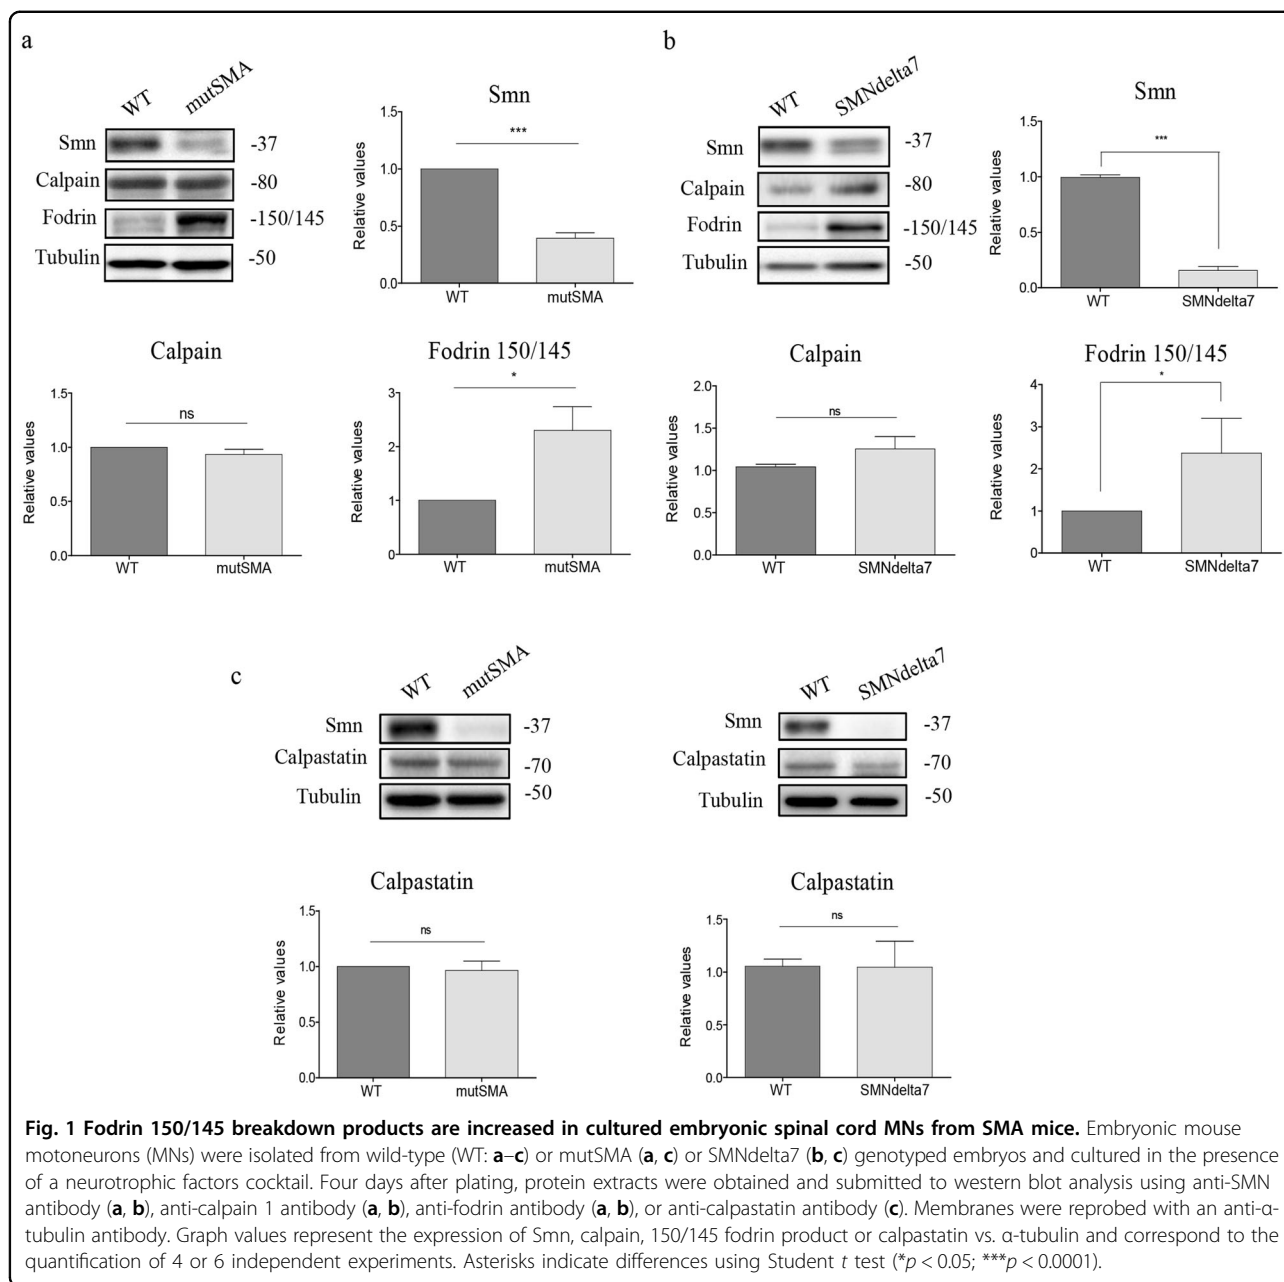 a
WT mutSMA
Smn -37
Calpain -80
Fodrin -150/145
Tubulin -50
Smn
Relative values
1.5
1.0
0.5
0.0
***
WT mutSMA
b
WT SMNdelta7
Smn -37
Calpain -80
Fodrin -150/145
Tubulin -50
Smn
Relative values
1.5
1.0
0.5
0.0
***
WT SMNdelta7
Calpain
Relative values
1.5
1.0
0.5
0.0
ns
WT mutSMA
Fodrin 150/145
Relative values
3
2
1
0
*
WT mutSMA
Calpain
Relative values
2.0
1.5
1.0
0.5
0.0
ns
WT SMNdelta7
Fodrin 150/145
Relative values
4
3
2
1
0
*
WT SMNdelta7
c
WT mutSMA
Smn -37
Calpastatin -70
Tubulin -50
WT SMNdelta7
Smn -37
Calpastatin -70
Tubulin -50
Calpastatin
Relative values
1.5
1.0
0.5
0.0
ns
WT mutSMA
Calpastatin
Relative values
1.5
1.0
0.5
0.0
ns
WT SMNdelta7
Fig. 1 Fodrin 150/145 breakdown products are increased in cultured embryonic spinal cord MNs from SMA mice. Embryonic mouse
motoneurons (MNs) were isolated from wild-type (WT: a–c) or mutSMA (a, c) or SMNdelta7 (b, c) genotyped embryos and cultured in the presence
of a neurotrophic factors cocktail. Four days after plating, protein extracts were obtained and submitted to western blot analysis using anti-SMN
antibody (a, b), anti-calpain 1 antibody (a, b), anti-fodrin antibody (a, b), or anti-calpastatin antibody (c). Membranes were reprobed with an anti-α-
tubulin antibody. Graph values represent the expression of Smn, calpain, 150/145 fodrin product or calpastatin vs. α-tubulin and correspond to the
quantification of 4 or 6 independent experiments. Asterisks indicate differences using Student t test (*p < 0.05; ***p < 0.0001).